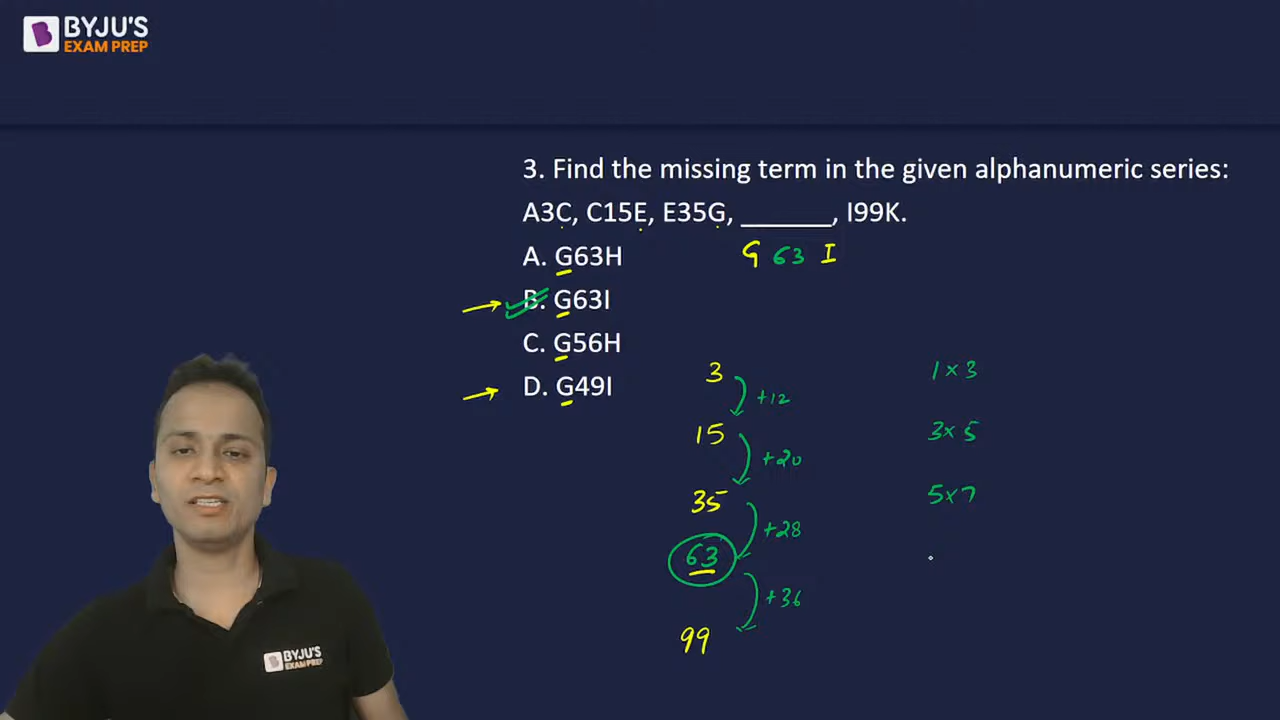 BYJU'S
EXAM PREP
3. Find the missing term in the given alphanumeric series:
A3C, C15E, E35G, ______, I99K.
G 63 I
A. G63H
B. G63I
C. G56H
D. G49I
3
+12
15
+20
35
+28
63
+36
99
1 × 3
3 × 5
5 × 7
BYJU'S
EXAM PREP